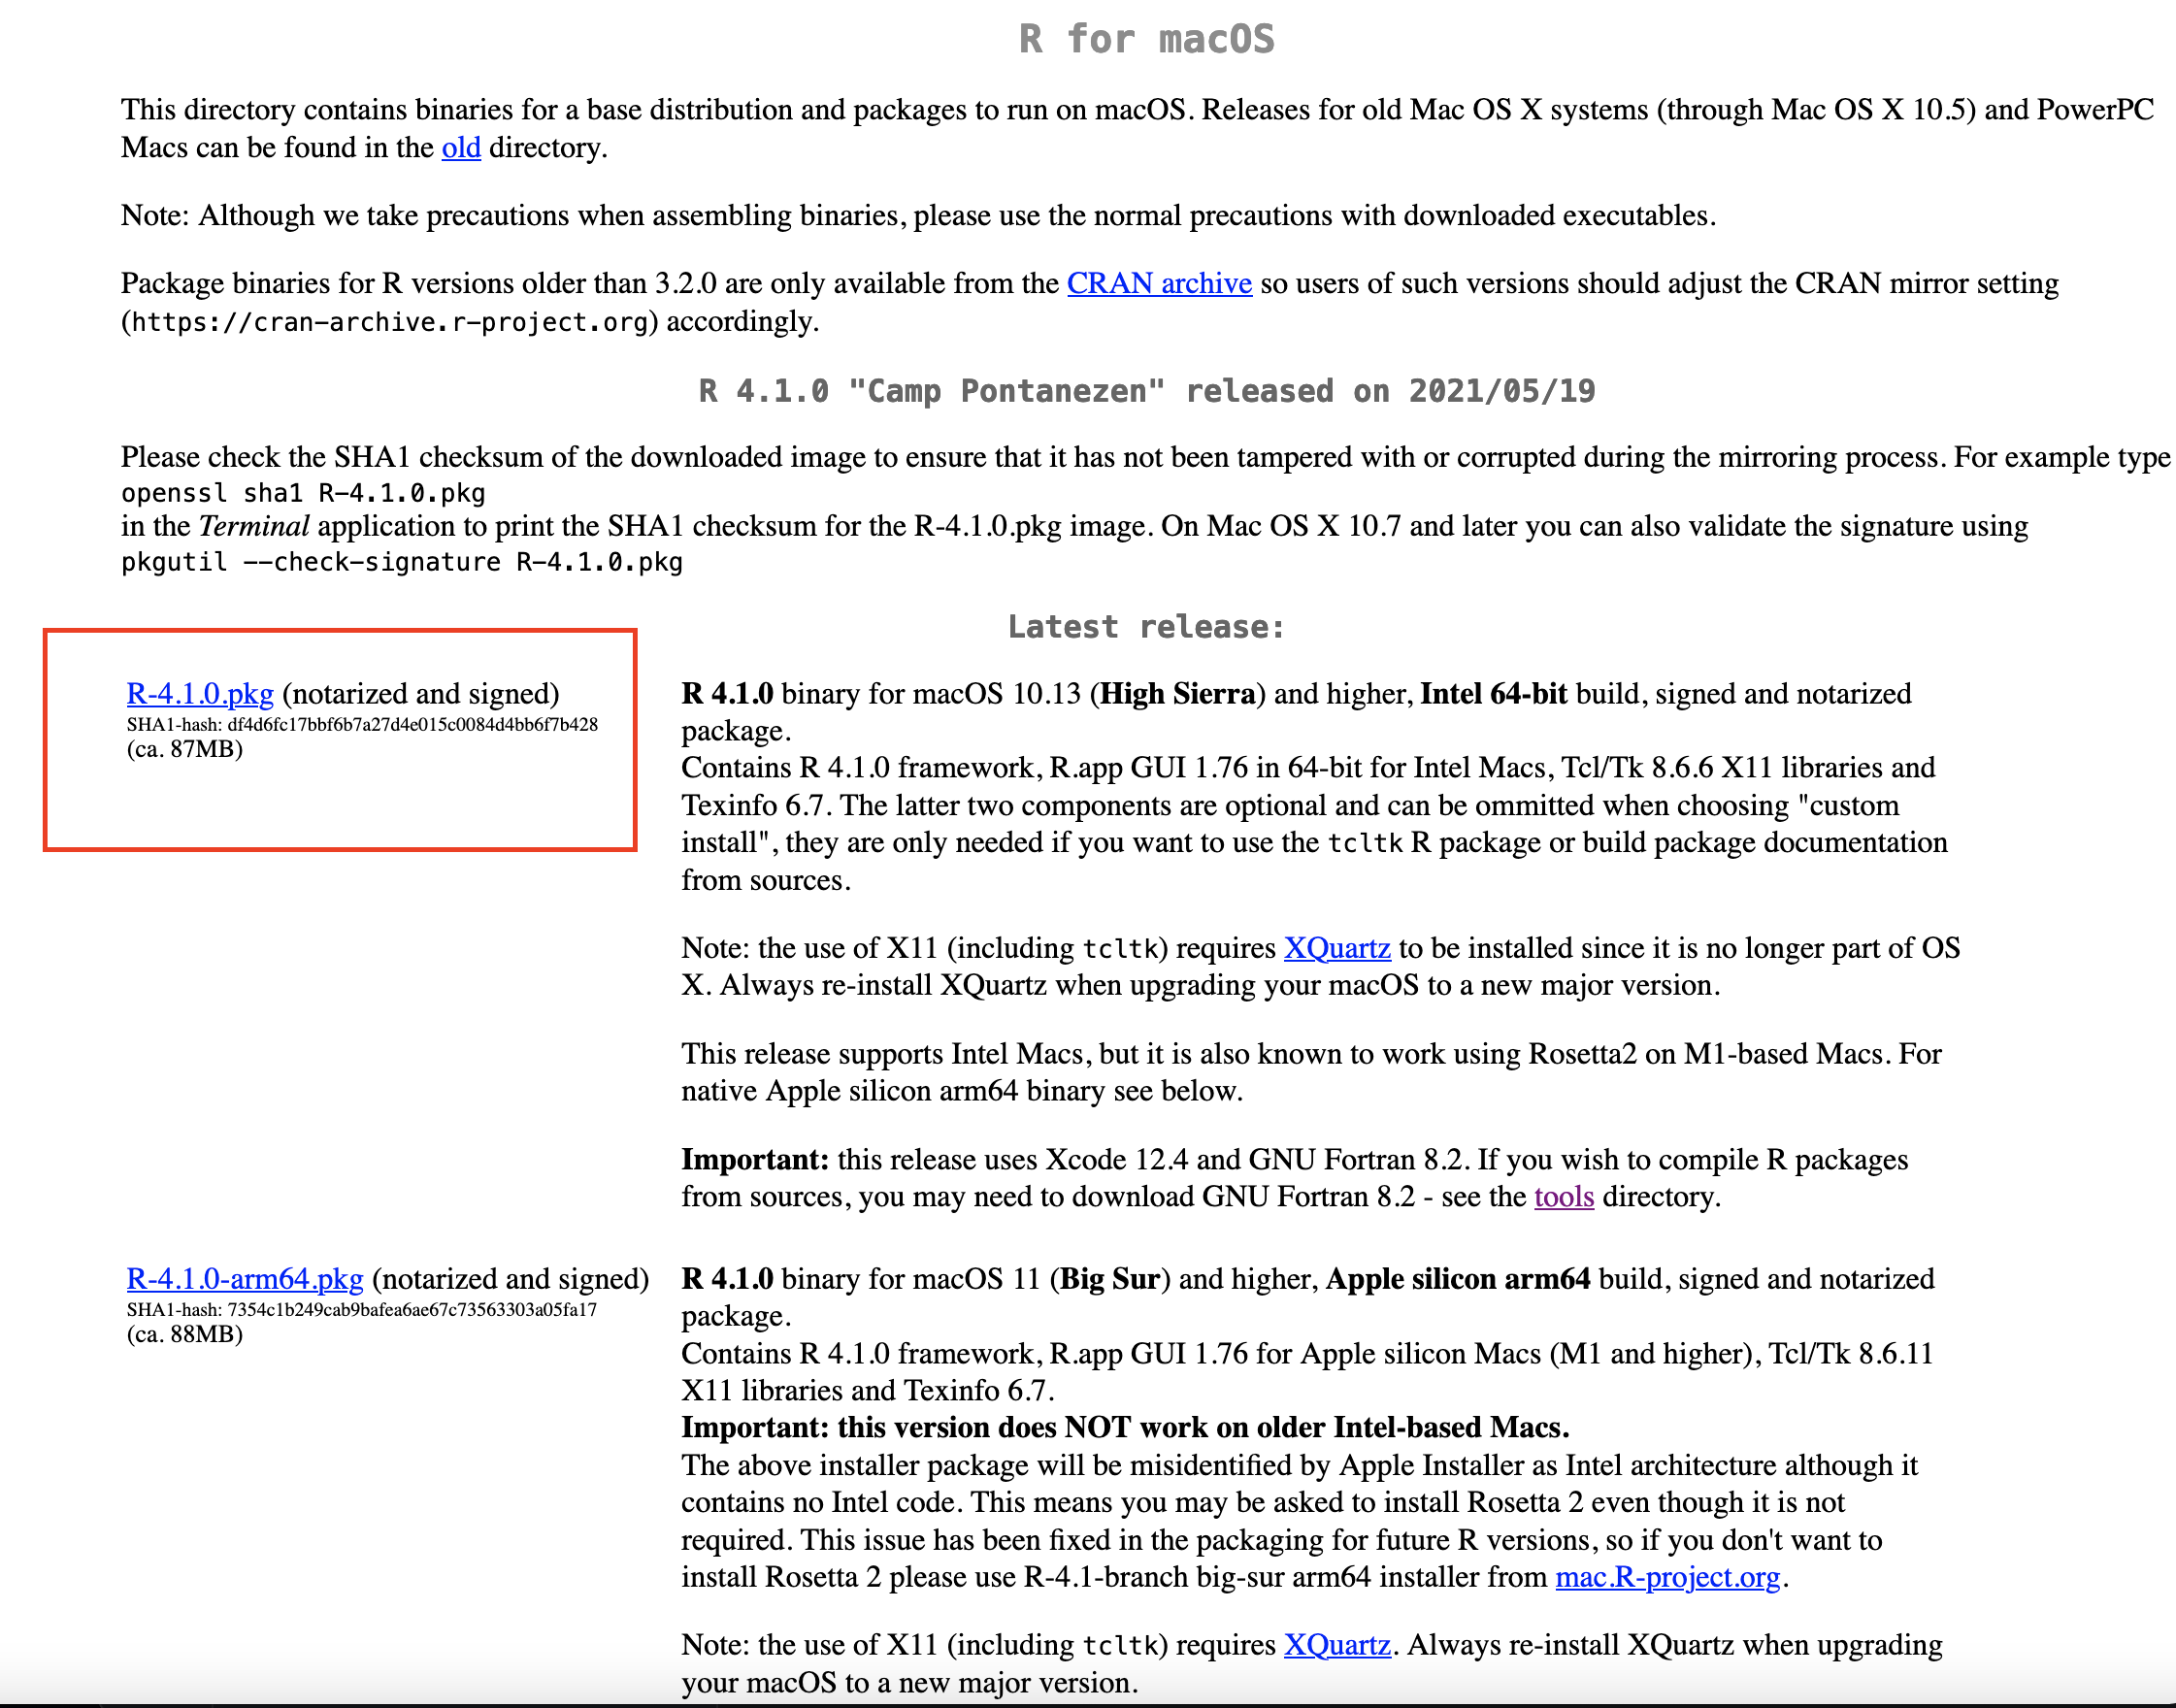 R for macOS
This directory contains binaries for a base distribution and packages to run on macOS. Releases for old Mac OS X systems (through Mac OS X 10.5) and PowerPC
Macs can be found in the old directory.
Note: Although we take precautions when assembling binaries, please use the normal precautions with downloaded executables.
Package binaries for R versions older than 3.2.0 are only available from the CRAN archive so users of such versions should adjust the CRAN mirror setting
(https://cran-archive.r-project.org) accordingly.
R 4.1.0 "Camp Pontanezen" released on 2021/05/19
Please check the SHA1 checksum of the downloaded image to ensure that it has not been tampered with or corrupted during the mirroring process. For example type
openssl sha1 R-4.1.0.pkg
in the Terminal application to print the SHA1 checksum for the R-4.1.0.pkg image. On Mac OS X 10.7 and later you can also validate the signature using
pkgutil --check-signature R-4.1.0.pkg
Latest release:
R-4.1.0.pkg (notarized and signed)
SHA1-hash: df4d6fc17bbf6b7a27d4e015c0084d4bb6f7b428
(ca. 87MB)
R 4.1.0 binary for macOS 10.13 (High Sierra) and higher, Intel 64-bit build, signed and notarized
package.
Contains R 4.1.0 framework, R.app GUI 1.76 in 64-bit for Intel Macs, Tcl/Tk 8.6.6 X11 libraries and
Texinfo 6.7. The latter two components are optional and can be ommitted when choosing "custom
install", they are only needed if you want to use the tcltk R package or build package documentation
from sources.
Note: the use of X11 (including tcltk) requires XQuartz to be installed since it is no longer part of OS
X. Always re-install XQuartz when upgrading your macOS to a new major version.
This release supports Intel Macs, but it is also known to work using Rosetta2 on M1-based Macs. For
native Apple silicon arm64 binary see below.
Important: this release uses Xcode 12.4 and GNU Fortran 8.2. If you wish to compile R packages
from sources, you may need to download GNU Fortran 8.2 - see the tools directory.
R-4.1.0-arm64.pkg (notarized and signed)
SHA1-hash: 7354c1b249cab9bafea6ae67c73563303a05fa17
(ca. 88MB)
R 4.1.0 binary for macOS 11 (Big Sur) and higher, Apple silicon arm64 build, signed and notarized
package.
Contains R 4.1.0 framework, R.app GUI 1.76 for Apple silicon Macs (M1 and higher), Tcl/Tk 8.6.11
X11 libraries and Texinfo 6.7.
Important: this version does NOT work on older Intel-based Macs.
The above installer package will be misidentified by Apple Installer as Intel architecture although it
contains no Intel code. This means you may be asked to install Rosetta 2 even though it is not
required. This issue has been fixed in the packaging for future R versions, so if you don't want to
install Rosetta 2 please use R-4.1-branch big-sur arm64 installer from mac.R-project.org.
Note: the use of X11 (including tcltk) requires XQuartz. Always re-install XQuartz when upgrading
your macOS to a new major version.